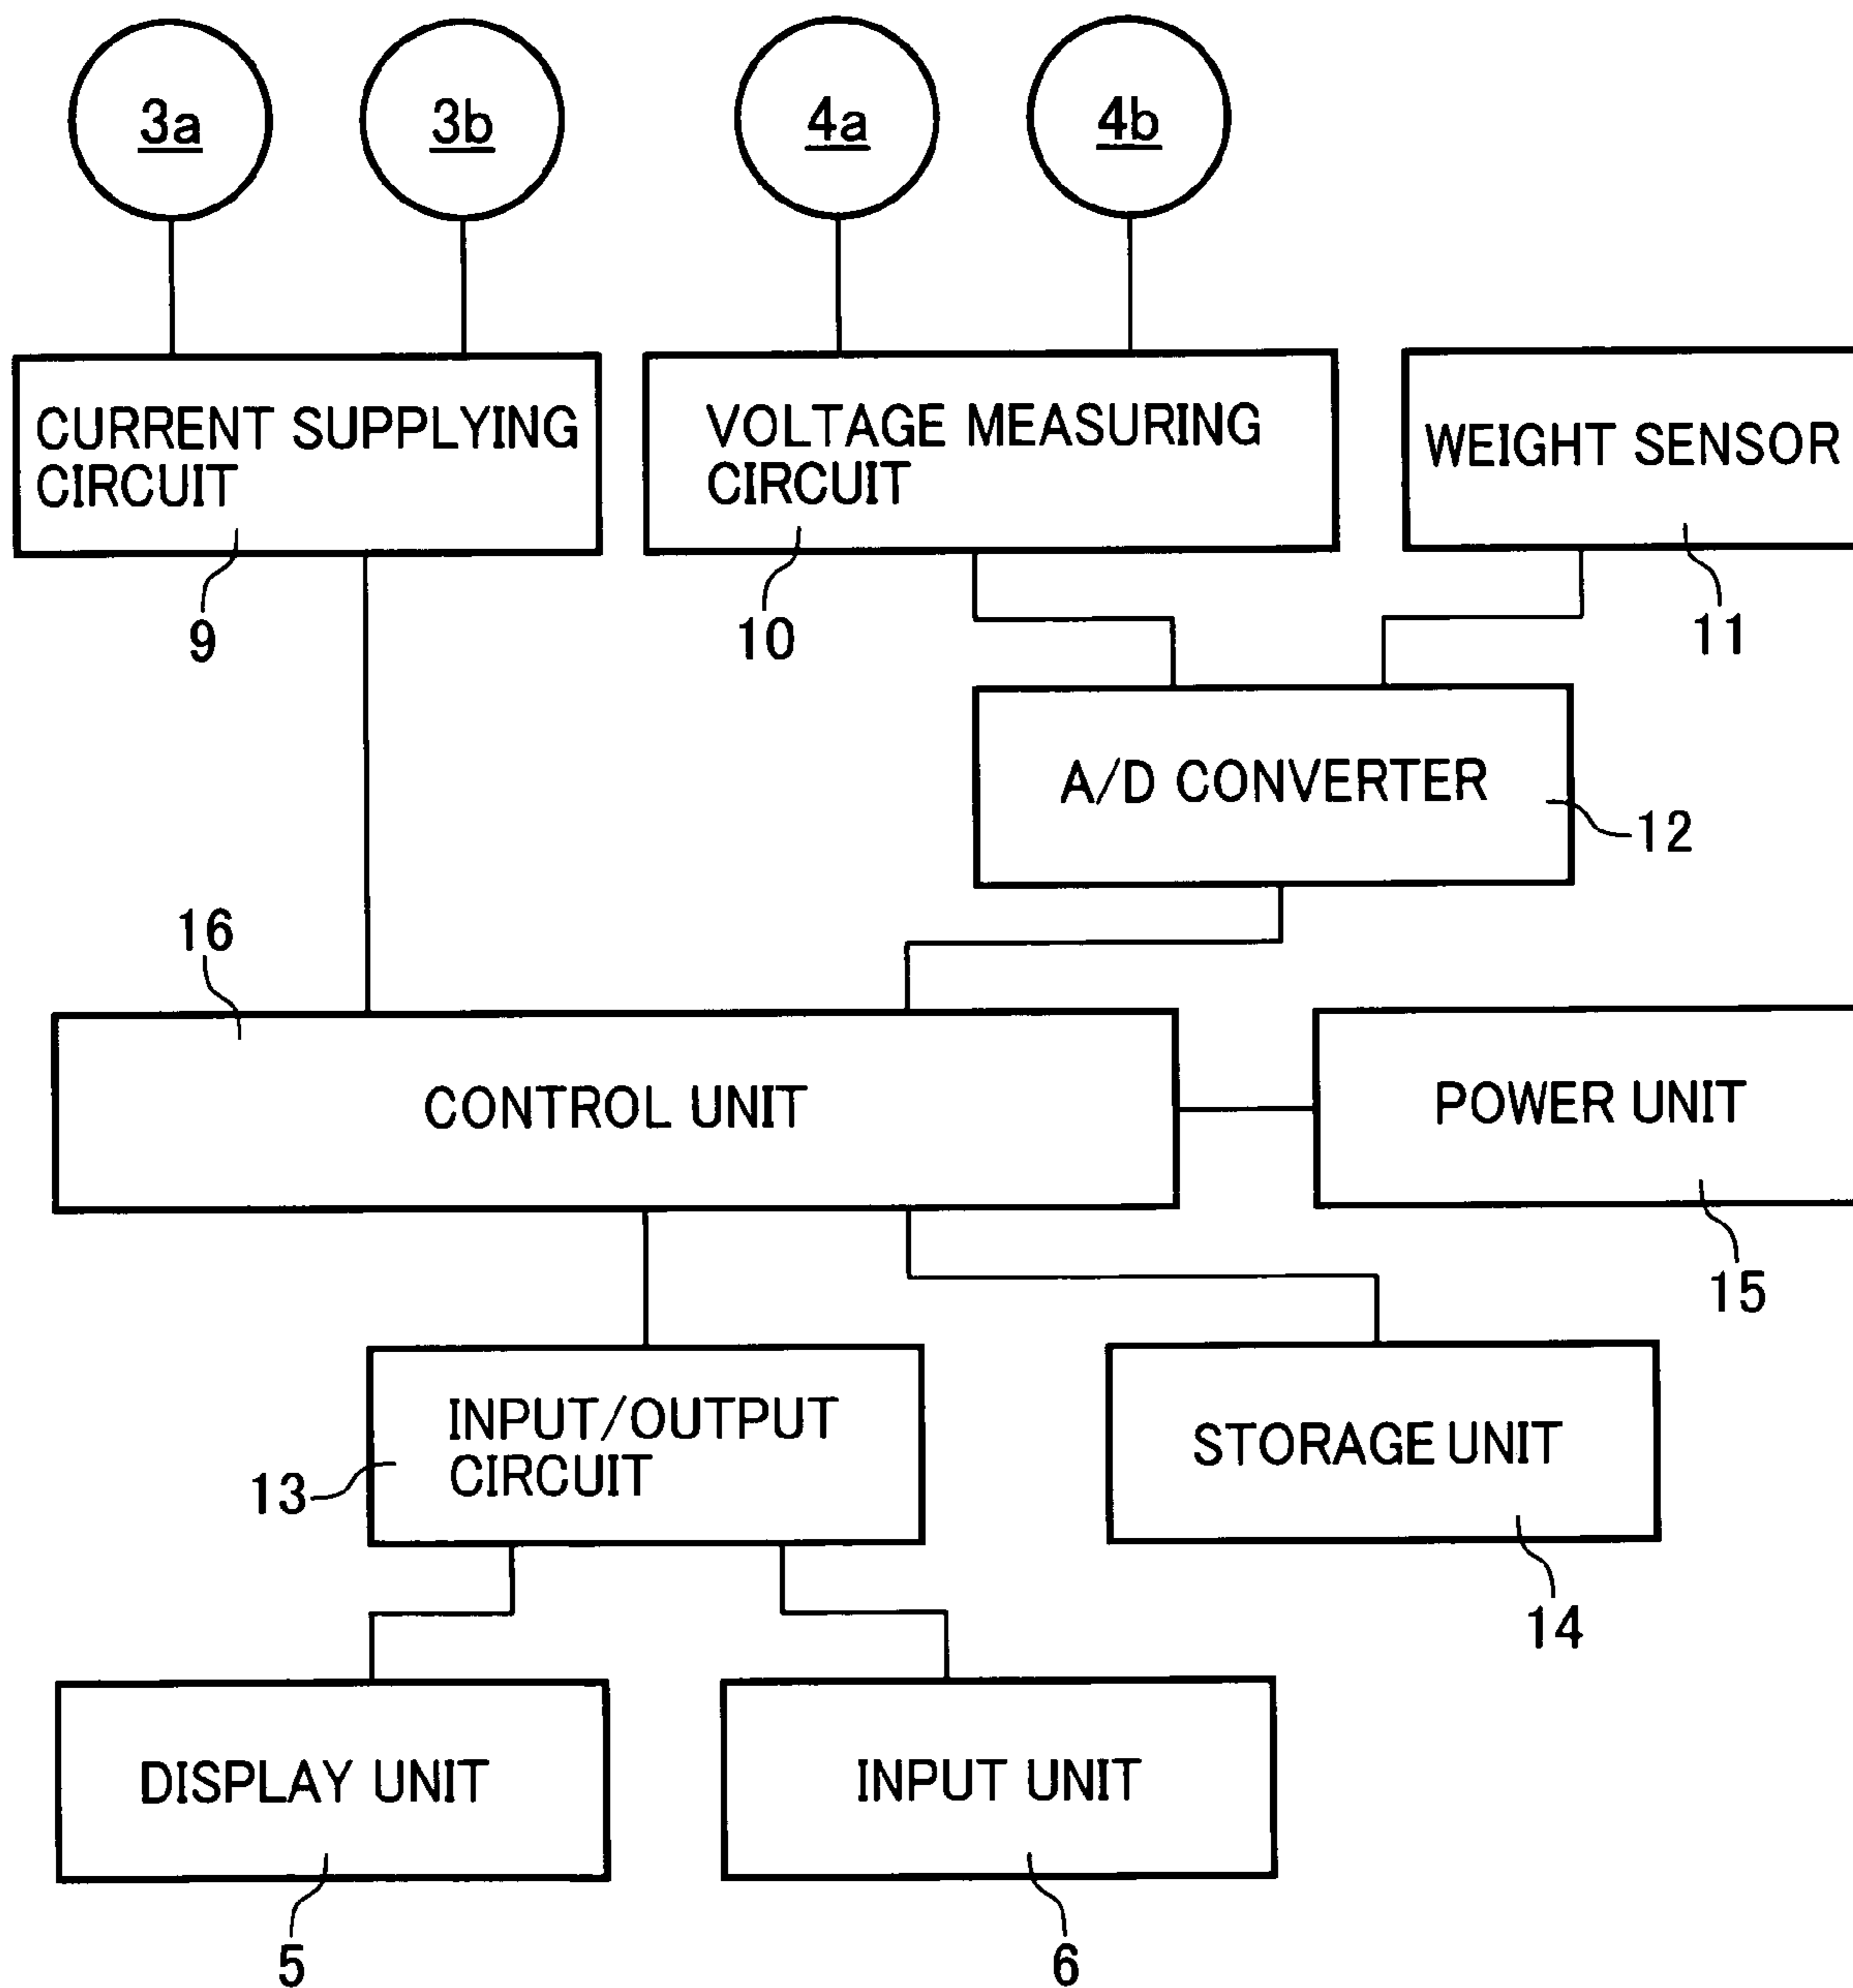 3a
3b
4a
4b
CURRENT SUPPLYING
CIRCUIT
VOLTAGE MEASURING
CIRCUIT
WEIGHT SENSOR
9
10
11
A/D CONVERTER
12
16
CONTROL UNIT
POWER UNIT
15
INPUT/OUTPUT
CIRCUIT
13
STORAGE UNIT
14
DISPLAY UNIT
INPUT UNIT
5
6